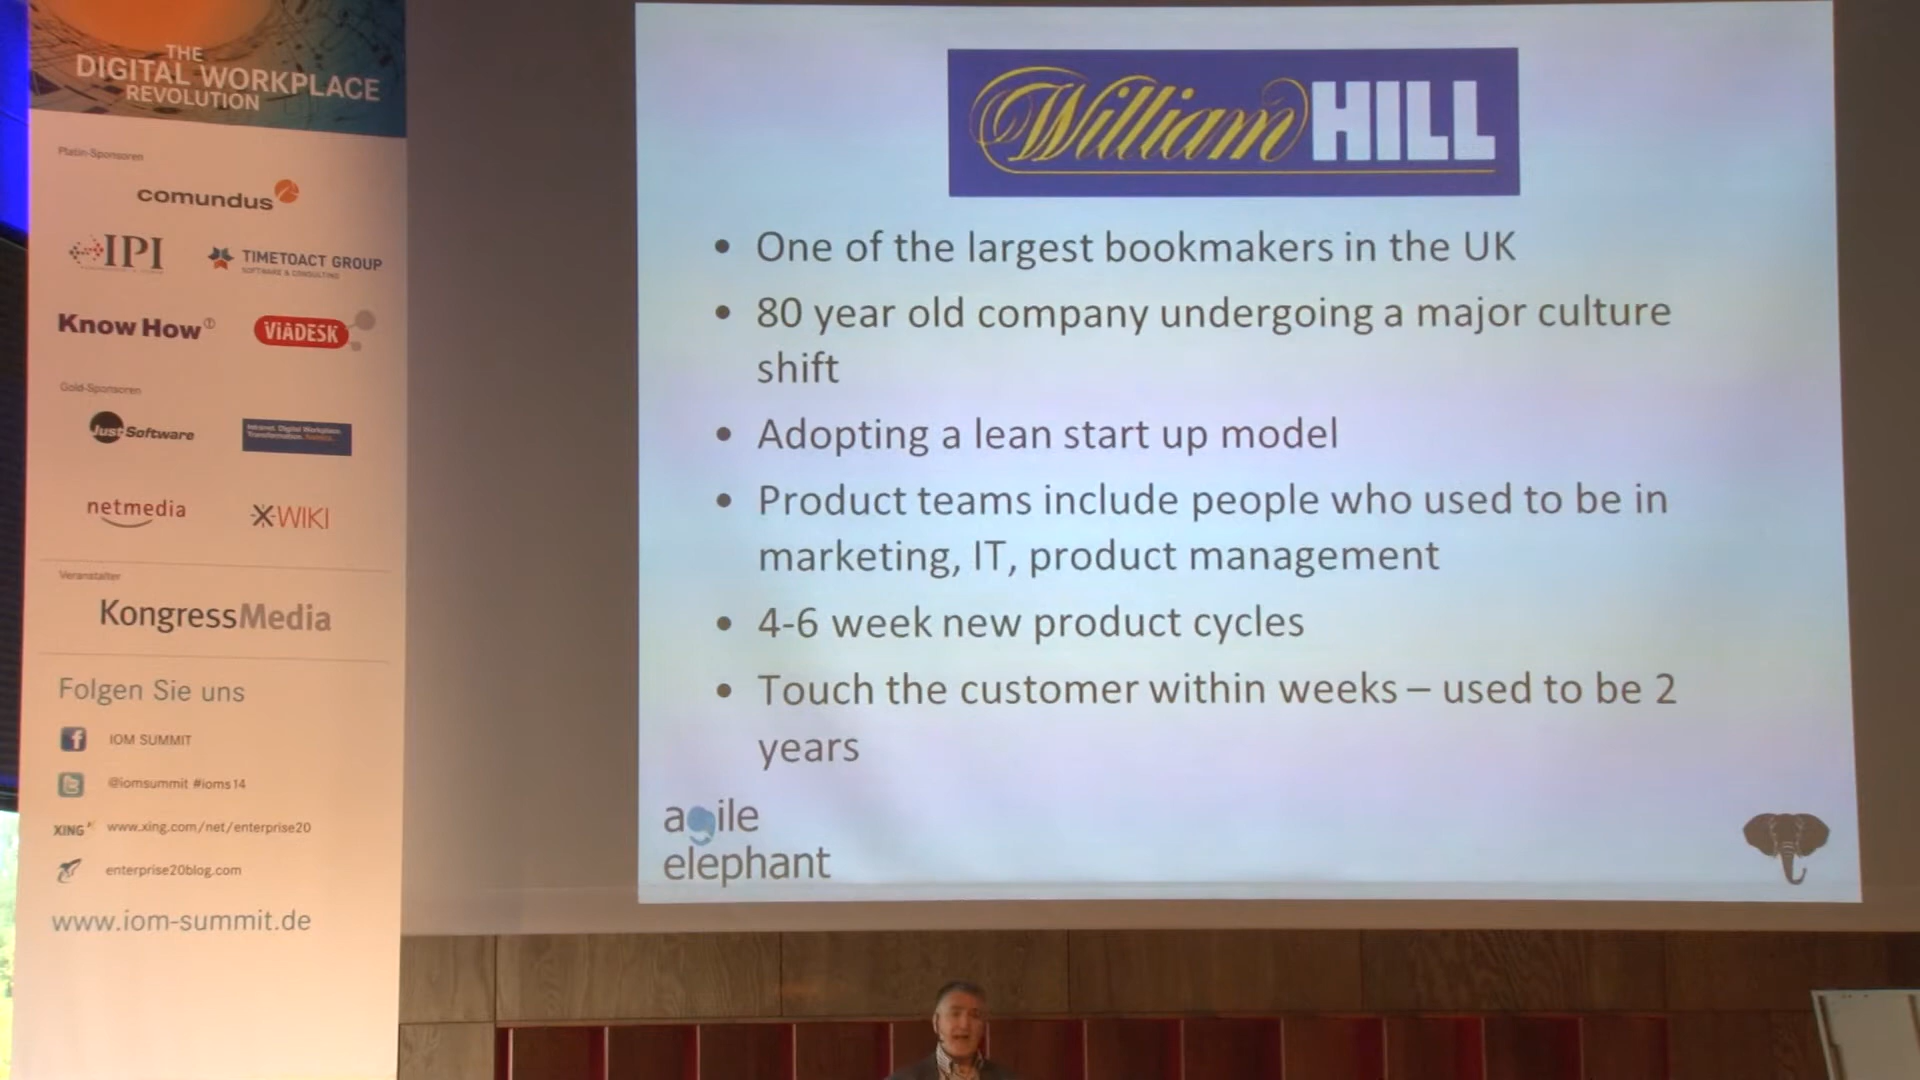 THE
DIGITAL WORKPLACE
REVOLUTION
Platin-Sponsoren
comundus
IPI
TIMETOACT GROUP
SOFTWARE & CONSULTING
Know How
VIADESK
Gold-Sponsoren
Just Software
Intranet. Digital Workplace.
netmedia
XWIKI
Veranstalter
KongressMedia
Folgen Sie uns
IOM SUMMIT
@iomsummit #ioms14
XING www.xing.com/net/enterprise20
enterprise20blog.com
www.iom-summit.de
William HILL
• One of the largest bookmakers in the UK
• 80 year old company undergoing a major culture
shift
• Adopting a lean start up model
• Product teams include people who used to be in
marketing, IT, product management
• 4-6 week new product cycles
• Touch the customer within weeks – used to be 2
years
agile
elephant